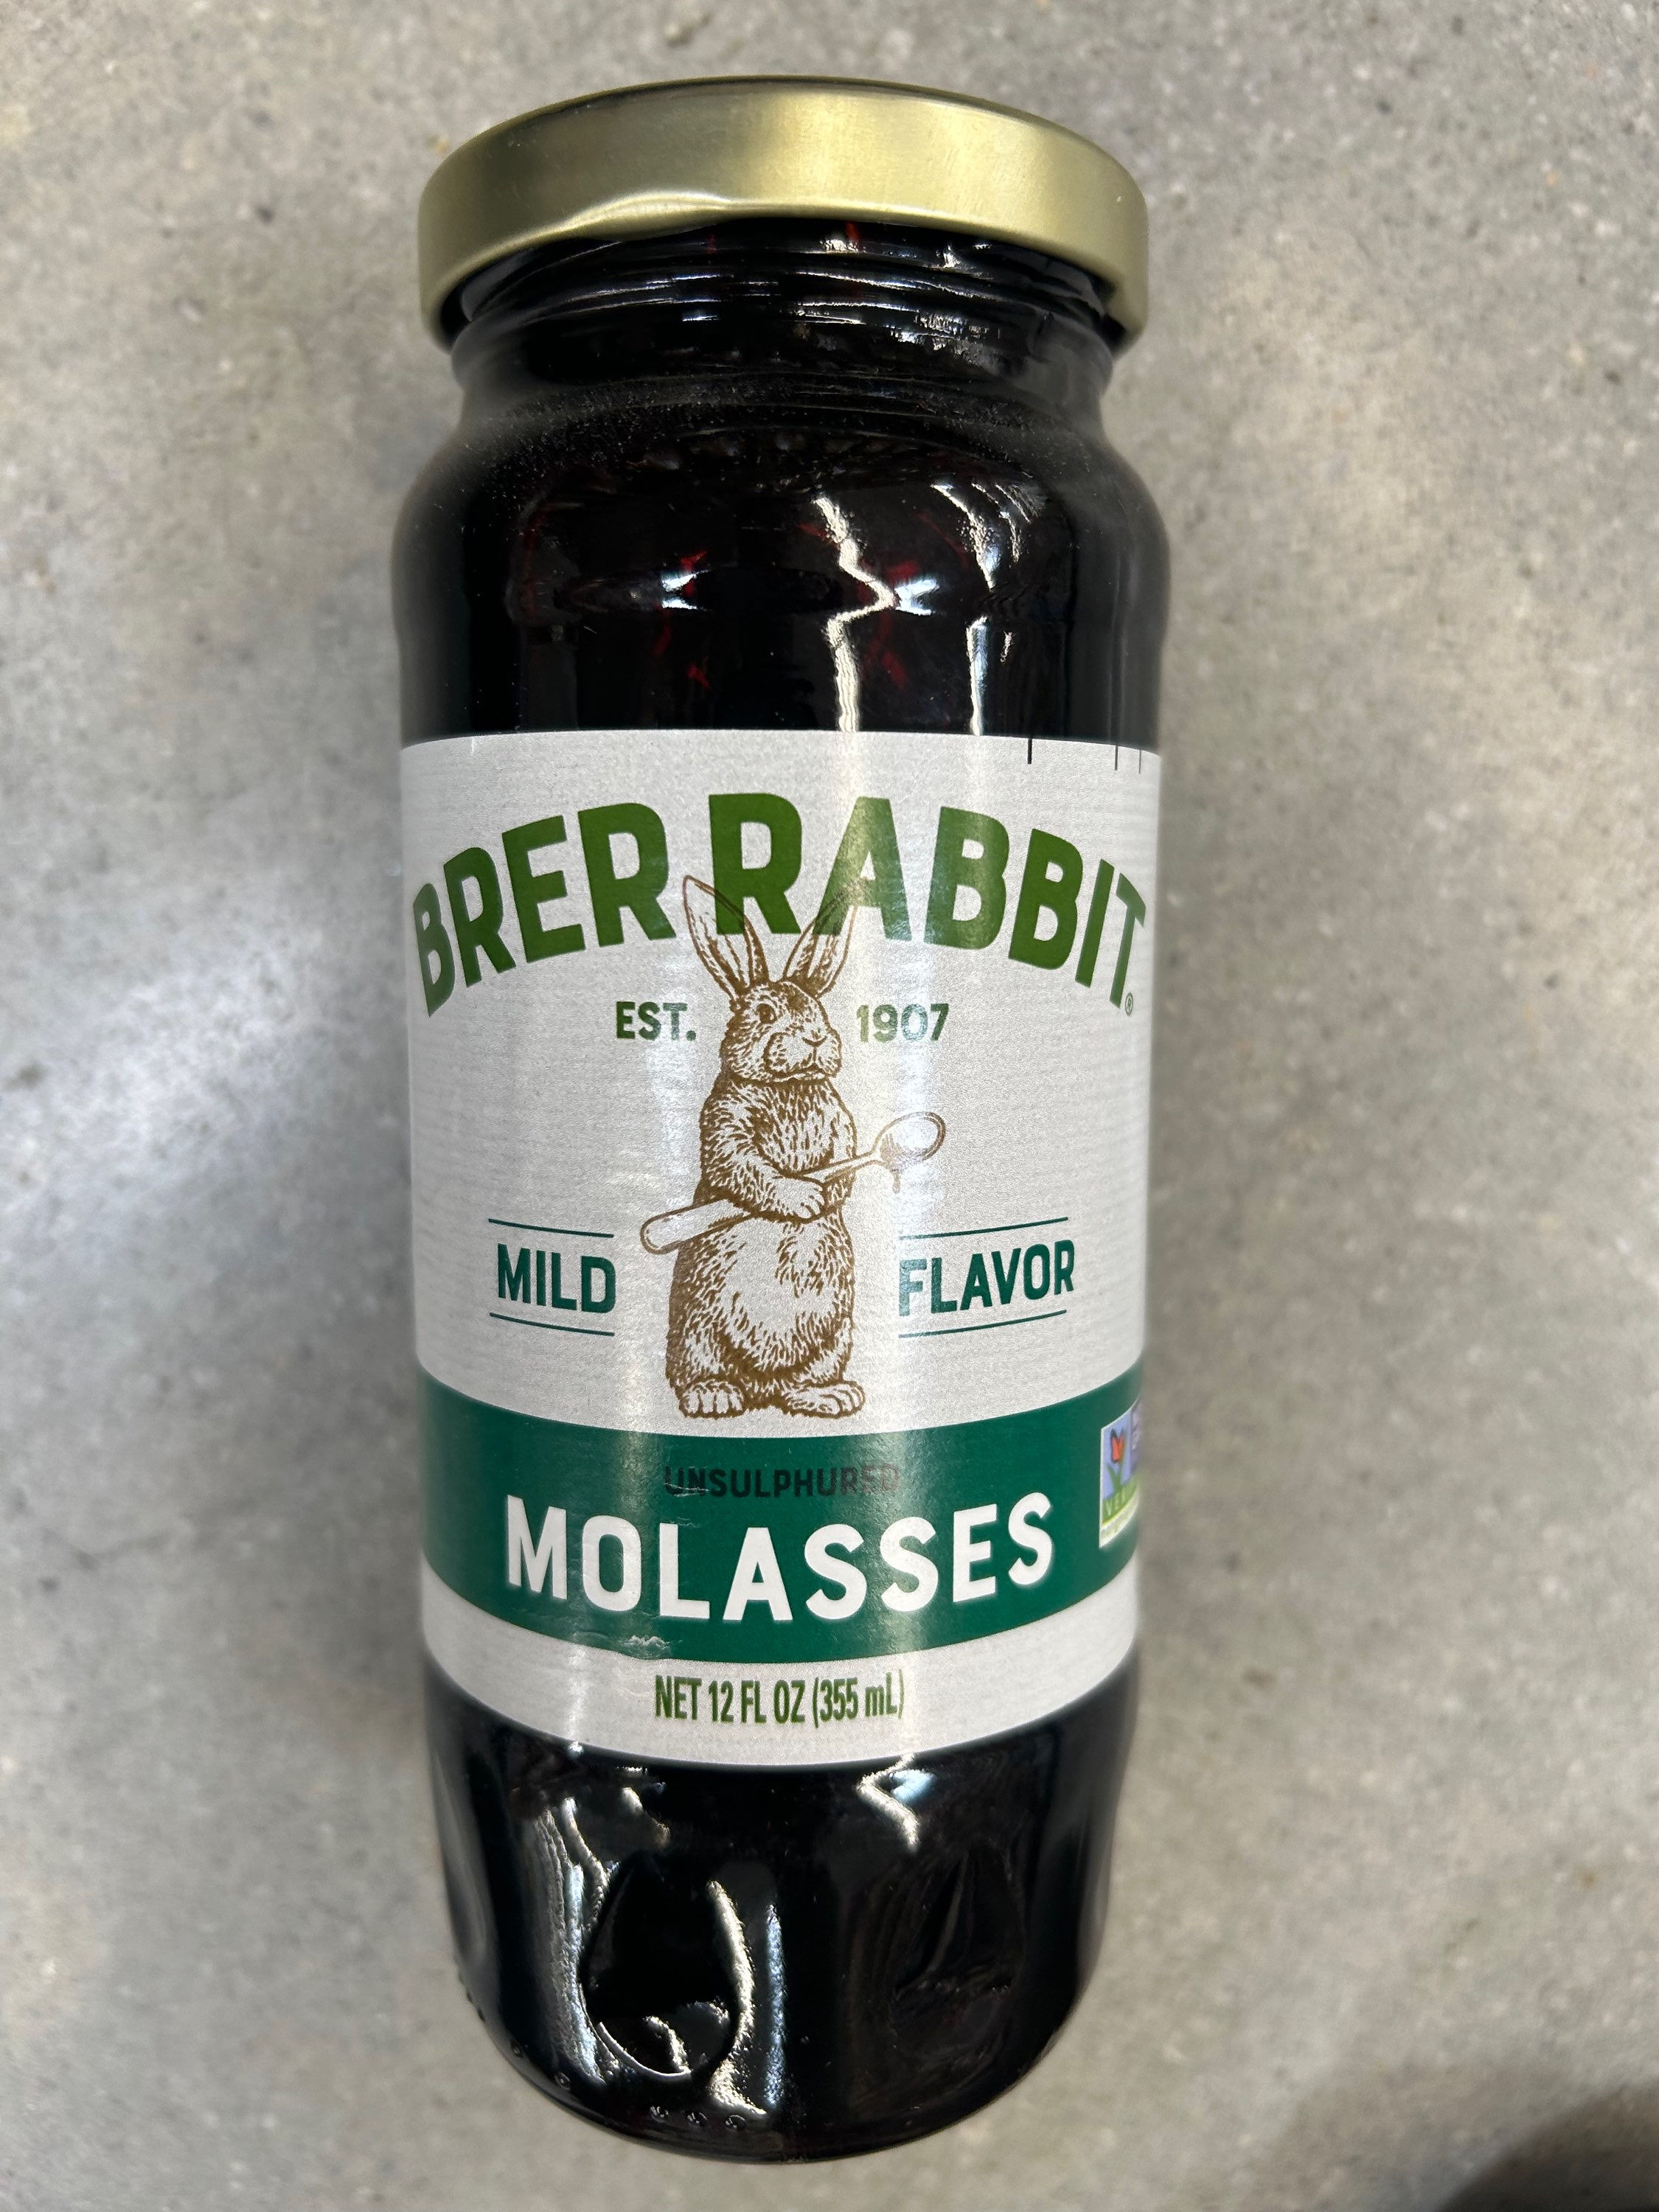 BRER RABBIT®
EST. 1907
MILD FLAVOR
UNSULPHURED
MOLASSES
NET 12 FL OZ (355 mL)